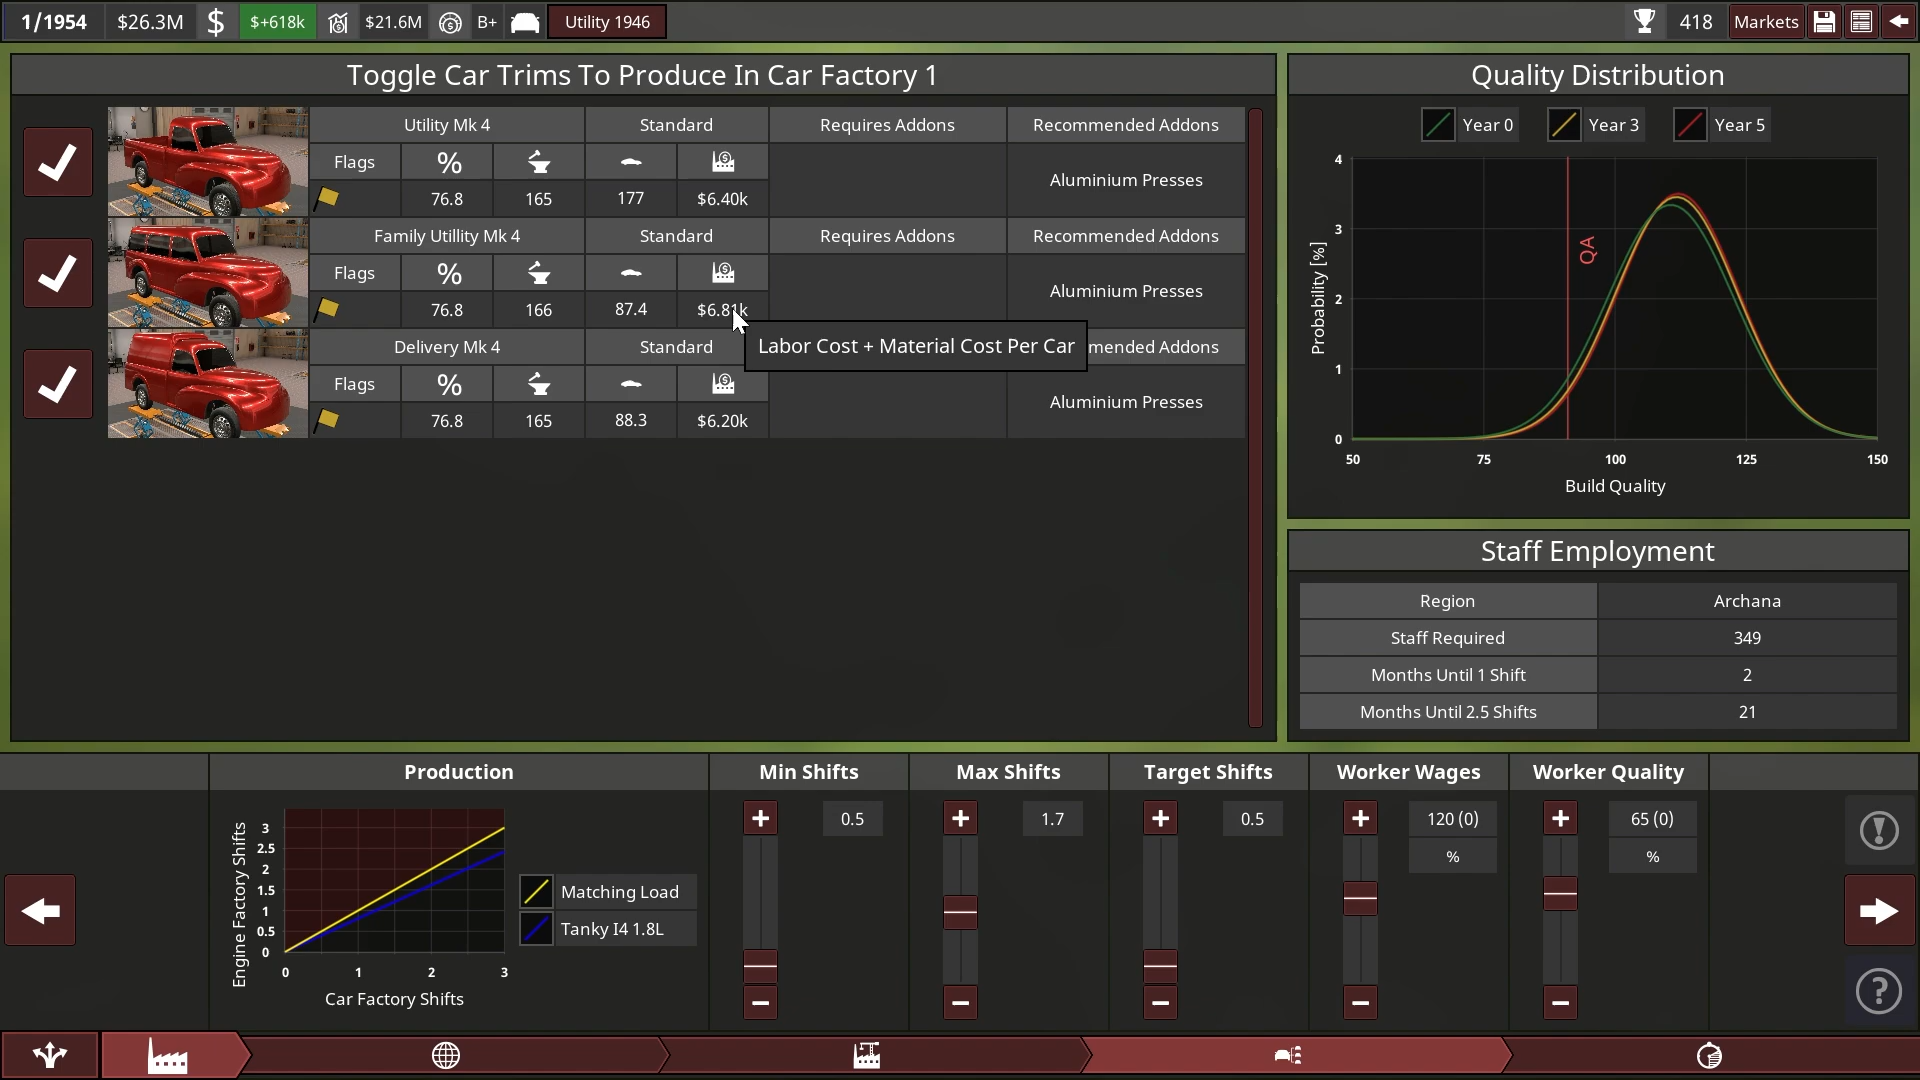 1/1954 $26.3M $ $+618k $21.6M B+ Utility 1946 418 Markets
Toggle Car Trims To Produce In Car Factory 1
Utility Mk 4 Standard Requires Addons Recommended Addons
Flags %
76.8 165 177 $6.40k
Aluminium Presses
Family Utillity Mk 4 Standard Requires Addons Recommended Addons
Flags %
76.8 166 87.4 $6.81k
Aluminium Presses
Labor Cost + Material Cost Per Car
Delivery Mk 4 Standard mended Addons
Flags %
76.8 165 88.3 $6.20k
Aluminium Presses
Quality Distribution
Year 0 Year 3 Year 5
Probability [%]
4
3
2
1
0
QA
50 75 100 125 150
Build Quality
Staff Employment
Region Archana
Staff Required 349
Months Until 1 Shift 2
Months Until 2.5 Shifts 21
Production
Engine Factory Shifts
3
2.5
2
1.5
1
0.5
0
0 1 2 3
Car Factory Shifts
Matching Load
Tanky I4 1.8L
Min Shifts
0.5
Max Shifts
1.7
Target Shifts
0.5
Worker Wages
120 (0)
%
Worker Quality
65 (0)
%